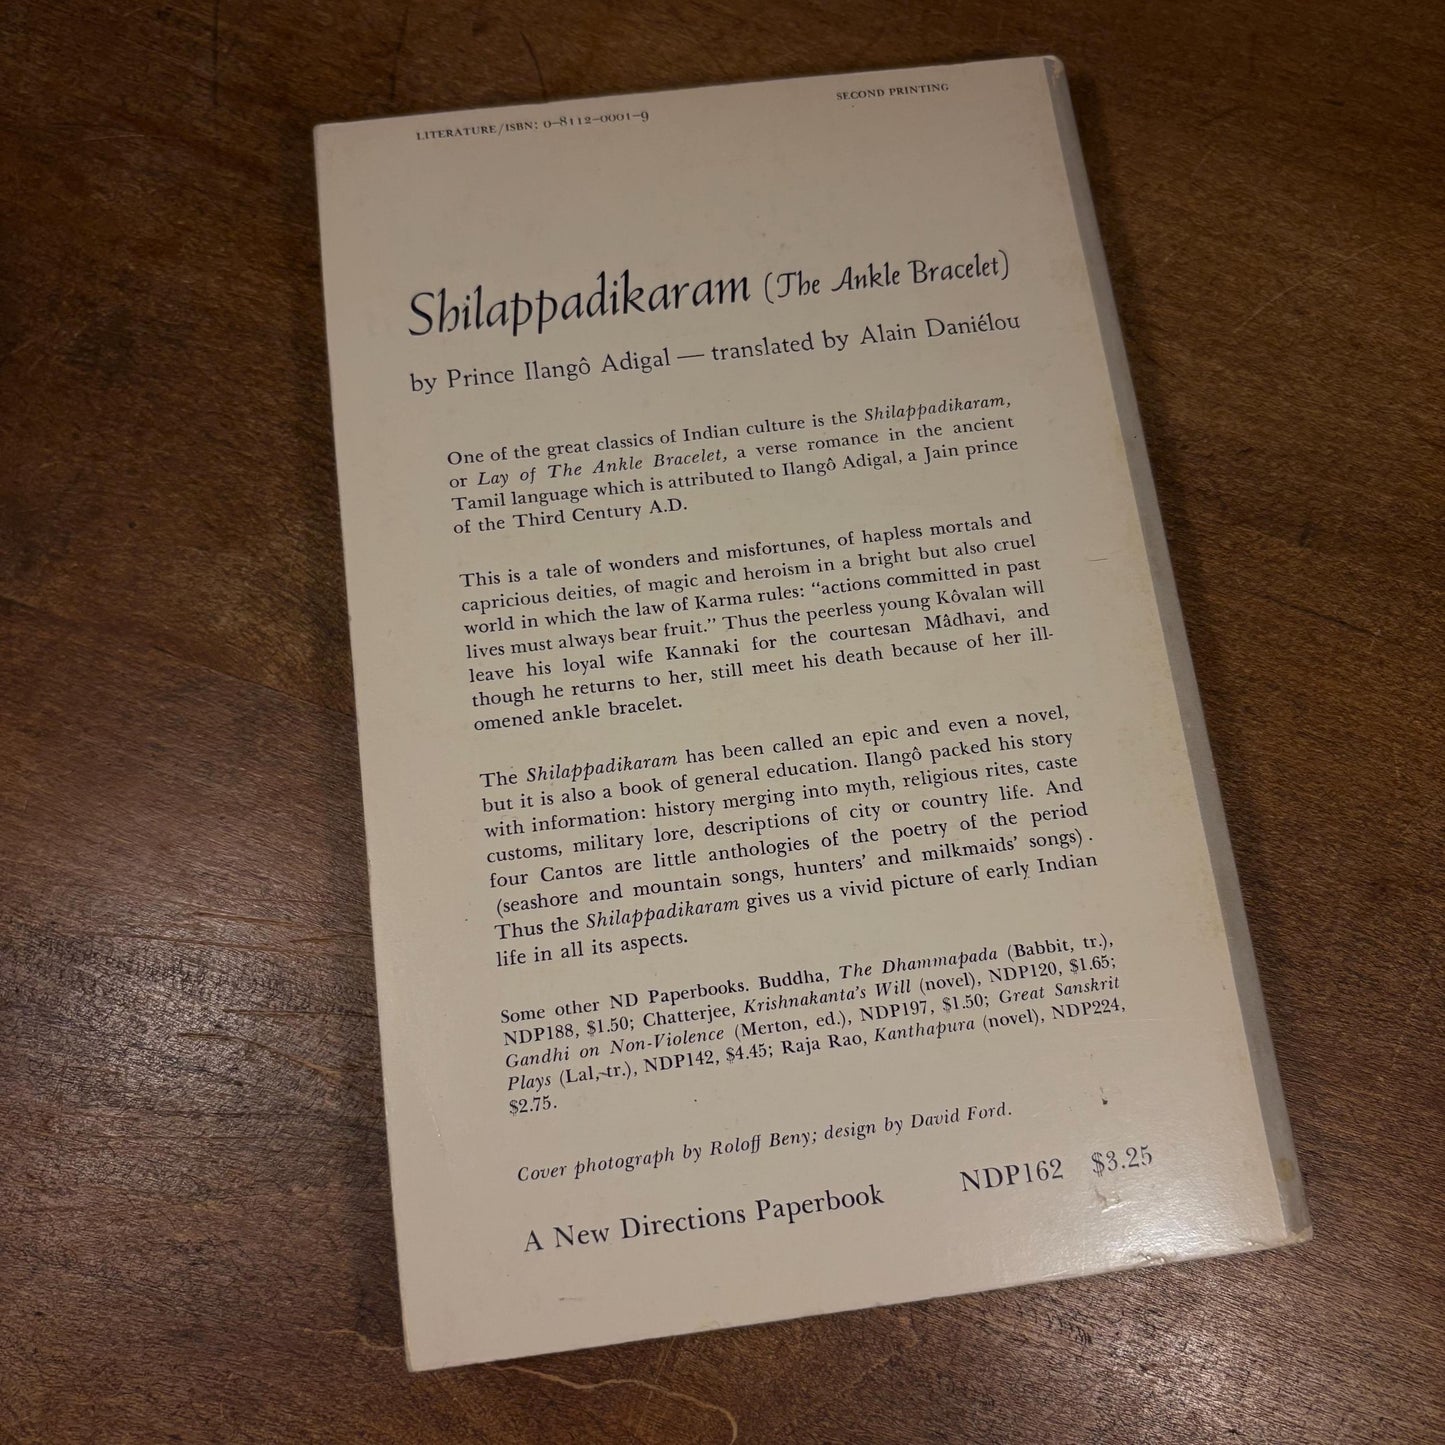 LITERATURE/ISBN: 0-8112-0001-9
SECOND PRINTING
Shilappadikaram (The Ankle Bracelet)
by Prince Ilangô Adigal — translated by Alain Daniélou
One of the great classics of Indian culture is the Shilappadikaram,
or Lay of The Ankle Bracelet, a verse romance in the ancient
Tamil language which is attributed to Ilangô Adigal, a Jain prince
of the Third Century A.D.
This is a tale of wonders and misfortunes, of hapless mortals and
capricious deities, of magic and heroism in a bright but also cruel
world in which the law of Karma rules: “actions committed in past
lives must always bear fruit.” Thus the peerless young Kôvalan will
leave his loyal wife Kannaki for the courtesan Mâdhavi, and
though he returns to her, still meet his death because of her ill-
omened ankle bracelet.
The Shilappadikaram has been called an epic and even a novel,
but it is also a book of general education. Ilangô packed his story
with information: history merging into myth, religious rites, caste
customs, military lore, descriptions of city or country life. And
four Cantos are little anthologies of the poetry of the period
(seashore and mountain songs, hunters’ and milkmaids’ songs).
Thus the Shilappadikaram gives us a vivid picture of early Indian
life in all its aspects.
Some other ND Paperbooks. Buddha, The Dhammapada (Babbit, tr.),
NDP188, $1.50; Chatterjee, Krishnakanta’s Will (novel), NDP120, $1.65;
Gandhi on Non-Violence (Merton, ed.), NDP197, $1.50; Great Sanskrit
Plays (Lal, tr.), NDP142, $4.45; Raja Rao, Kanthapura (novel), NDP224,
$2.75.
Cover photograph by Roloff Beny; design by David Ford.
A New Directions Paperbook NDP162 $3.25